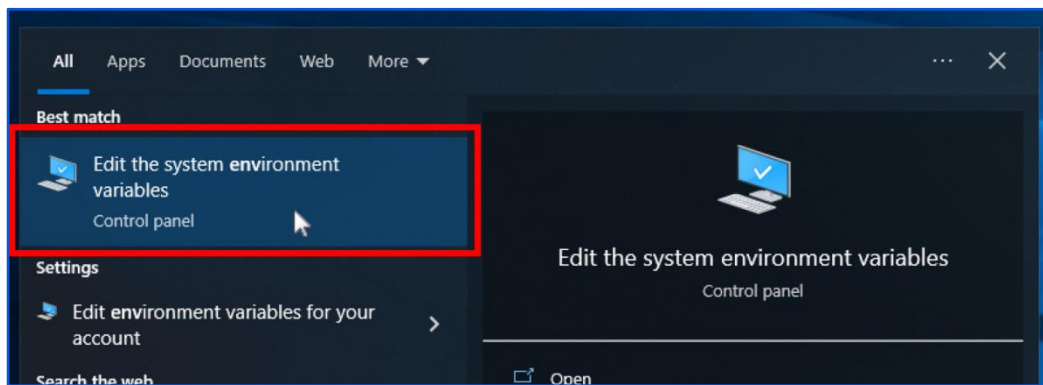 All Apps Documents Web More
Best match
Edit the system environment
variables
Control panel
Settings
Edit environment variables for your
account
Search the web
Edit the system environment variables
Control panel
Open